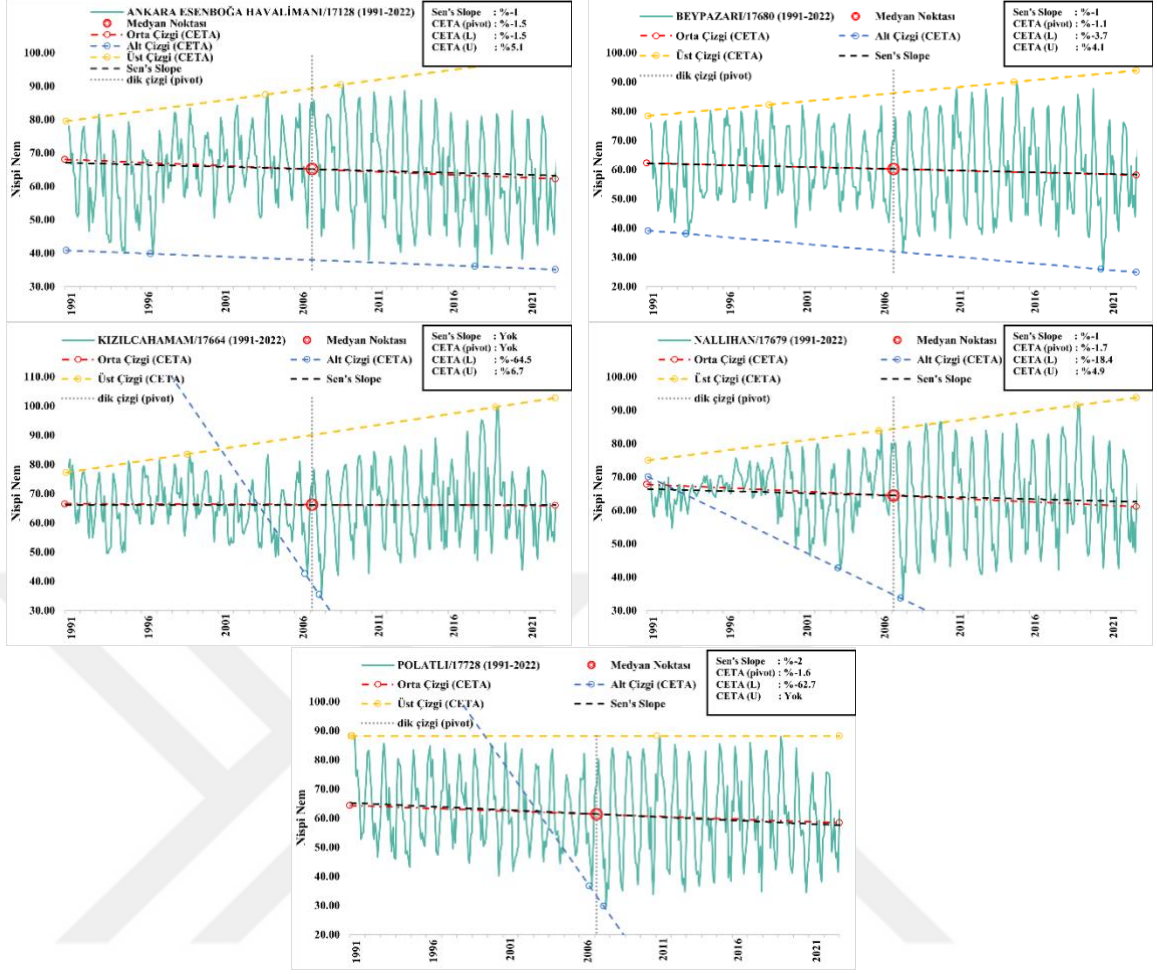 ANKARA ESENBOĞA HAVALİMANI/17128 (1991-2022)
Medyan Noktası
Orta Çizgi (CETA)
Alt Çizgi (CETA)
Üst Çizgi (CETA)
Sen's Slope
dik çizgi (pivot)
Sen's Slope : %-1
CETA (pivot) : %-1.5
CETA (L) : %-1.5
CETA (U) : %5.1
Nispi Nem
100.00
90.00
80.00
70.00
60.00
50.00
40.00
30.00
1991
1996
2001
2006
2011
2016
2021
BEYPAZARI/17680 (1991-2022)
Medyan Noktası
Orta Çizgi (CETA)
Alt Çizgi (CETA)
Üst Çizgi (CETA)
Sen's Slope
dik çizgi (pivot)
Sen's Slope : %-1
CETA (pivot) : %-1.1
CETA (L) : %-3.7
CETA (U) : %4.1
Nispi Nem
100.00
90.00
80.00
70.00
60.00
50.00
40.00
30.00
20.00
1991
1996
2001
2006
2011
2016
2021
KIZILCAHAMAM/17664 (1991-2022)
Medyan Noktası
Orta Çizgi (CETA)
Alt Çizgi (CETA)
Üst Çizgi (CETA)
Sen's Slope
dik çizgi (pivot)
Sen's Slope : Yok
CETA (pivot) : Yok
CETA (L) : %-64.5
CETA (U) : %6.7
Nispi Nem
110.00
100.00
90.00
80.00
70.00
60.00
50.00
40.00
30.00
1991
1996
2001
2006
2011
2016
2021
NALLIHAN/17679 (1991-2022)
Medyan Noktası
Orta Çizgi (CETA)
Alt Çizgi (CETA)
Üst Çizgi (CETA)
Sen's Slope
dik çizgi (pivot)
Sen's Slope : %-1
CETA (pivot) : %-1.7
CETA (L) : %-18.4
CETA (U) : %4.9
Nispi Nem
100.00
90.00
80.00
70.00
60.00
50.00
40.00
30.00
1991
1996
2001
2006
2011
2016
2021
POLATLI/17728 (1991-2022)
Medyan Noktası
Orta Çizgi (CETA)
Alt Çizgi (CETA)
Üst Çizgi (CETA)
Sen's Slope
dik çizgi (pivot)
Sen's Slope : %-2
CETA (pivot) : %-1.6
CETA (L) : %-62.7
CETA (U) : Yok
Nispi Nem
100.00
90.00
80.00
70.00
60.00
50.00
40.00
30.00
20.00
1991
1996
2001
2006
2011
2016
2021